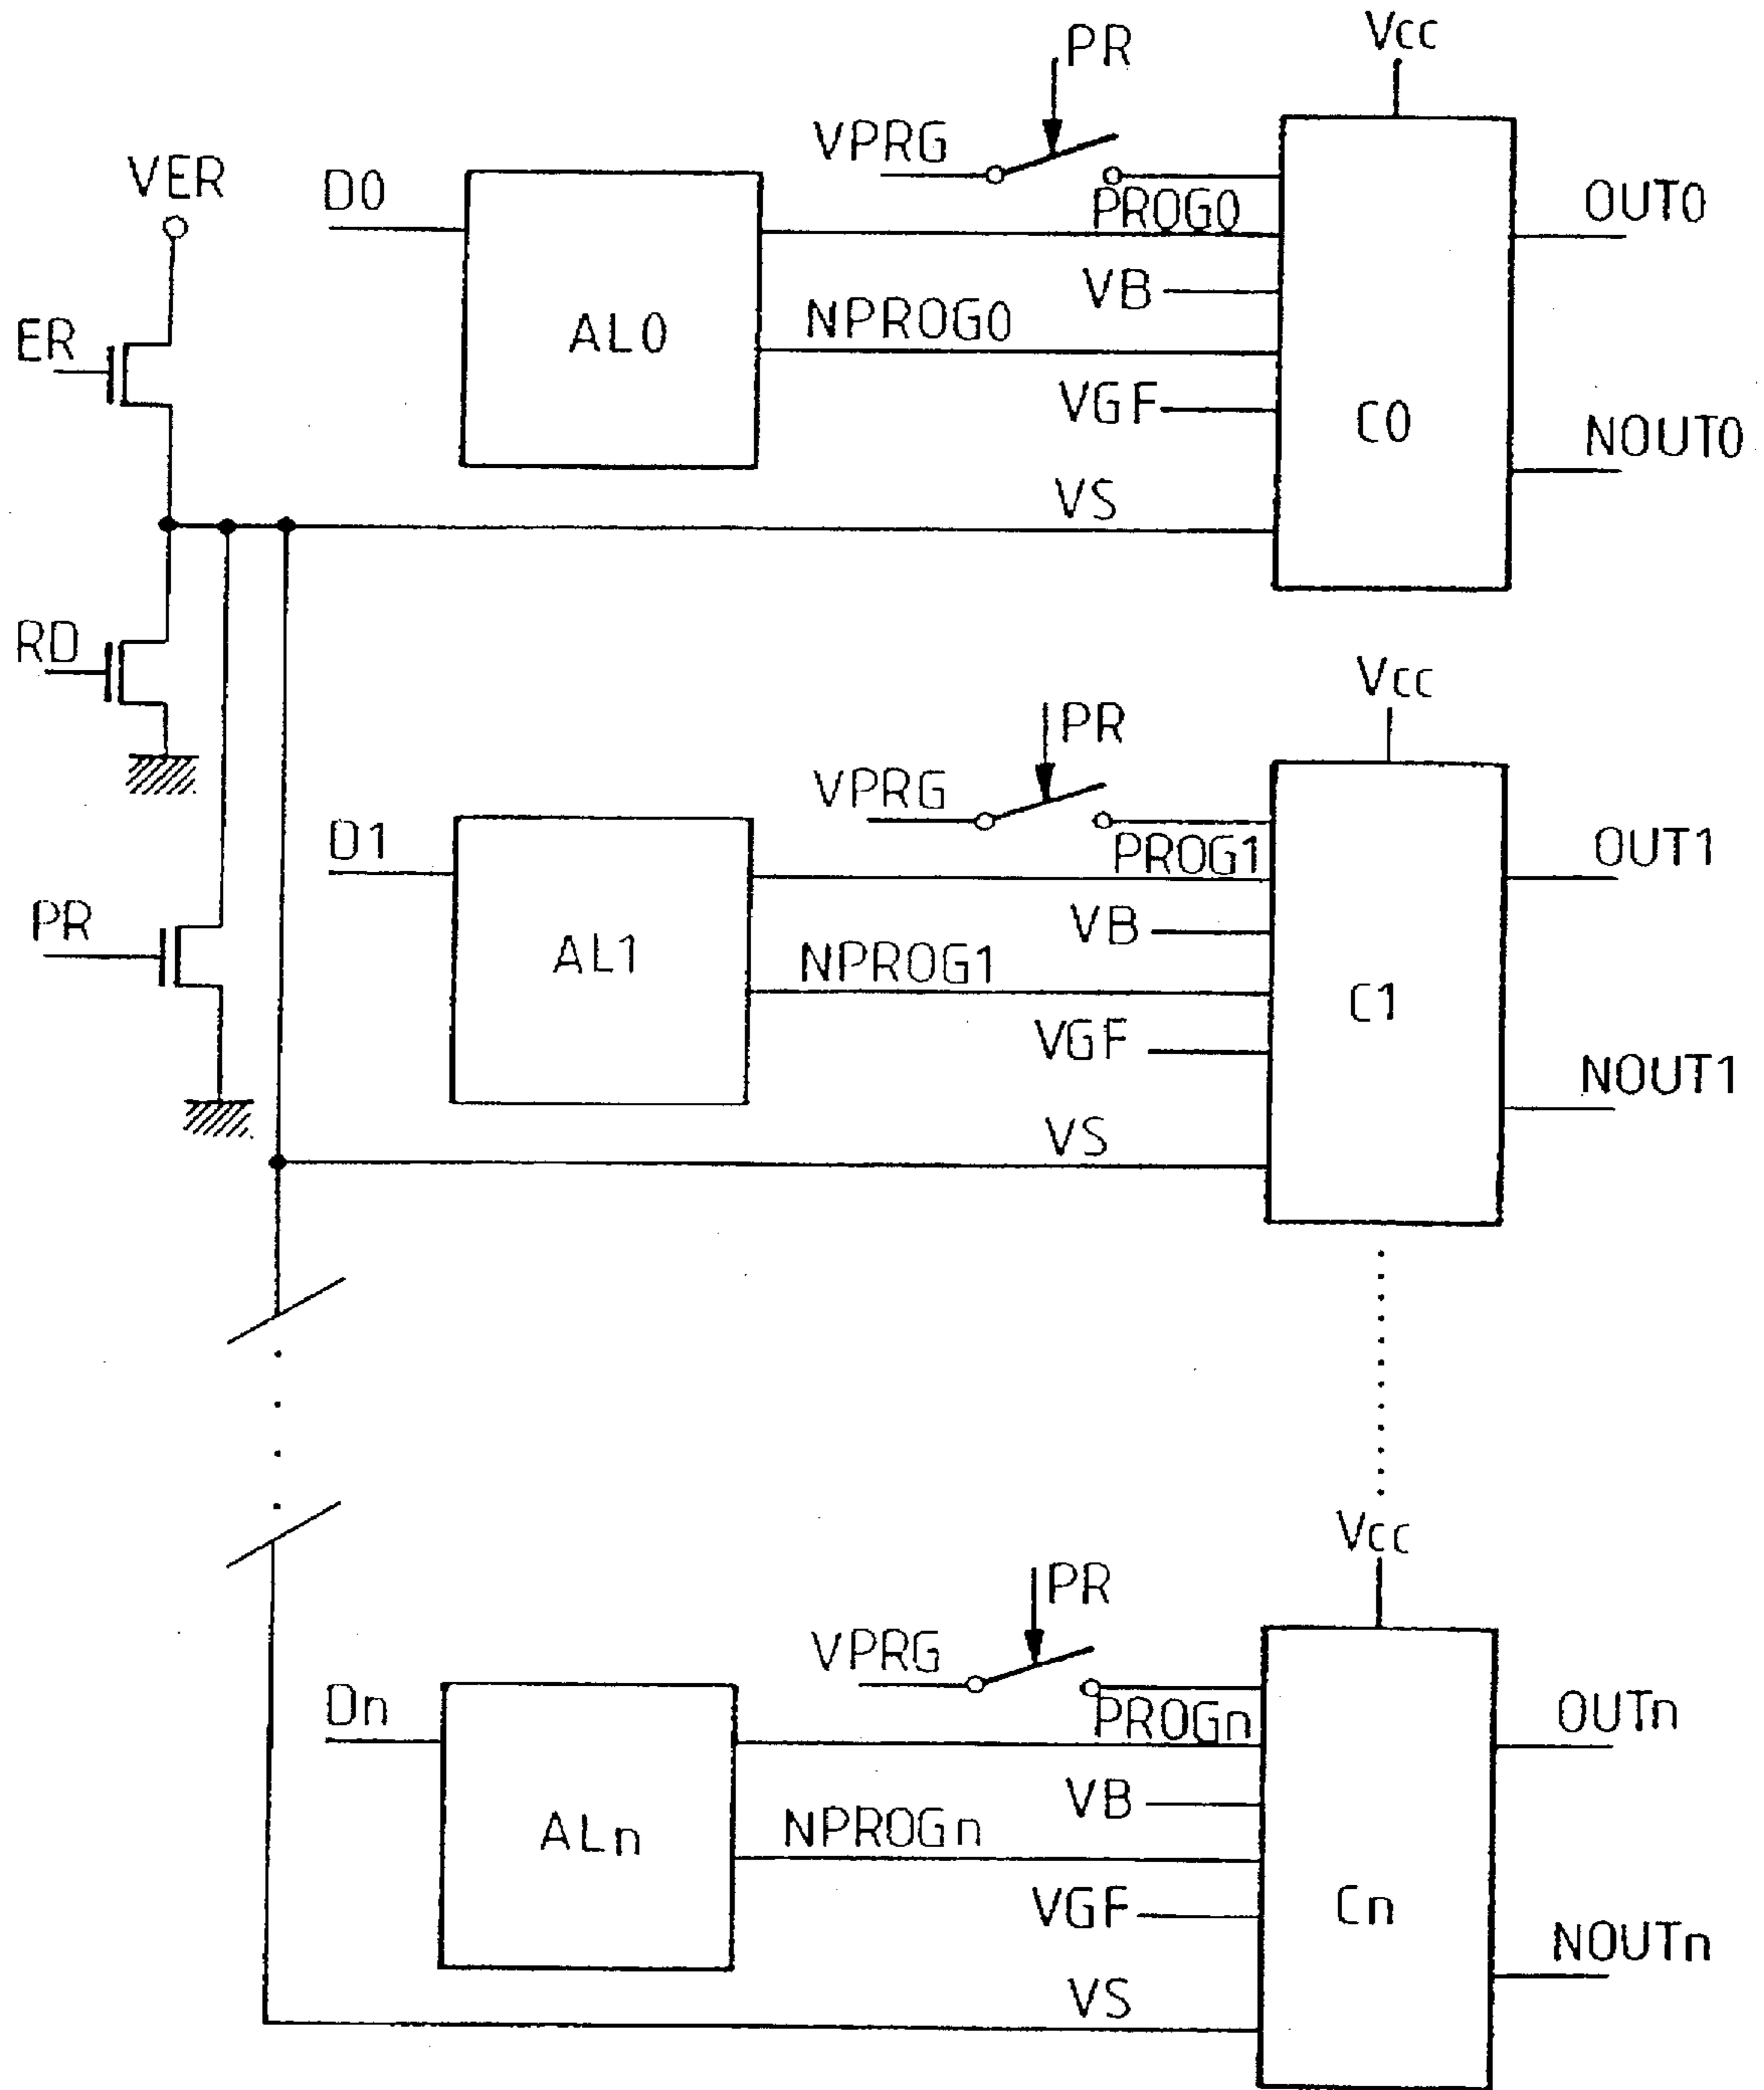 PR
Vcc
VPRG
VER
D0
PROG0
OUT0
VB
AL0
NPROG0
ER
VGF
C0
NOUT0
VS
RD
Vcc
PR
VPRG
D1
PROG1
OUT1
PR
VB
AL1
NPROG1
C1
VGF
NOUT1
VS
Vcc
PR
VPRG
Dn
PROGn
OUTn
VB
ALn
NPROGn
VGF
Cn
NOUTn
VS